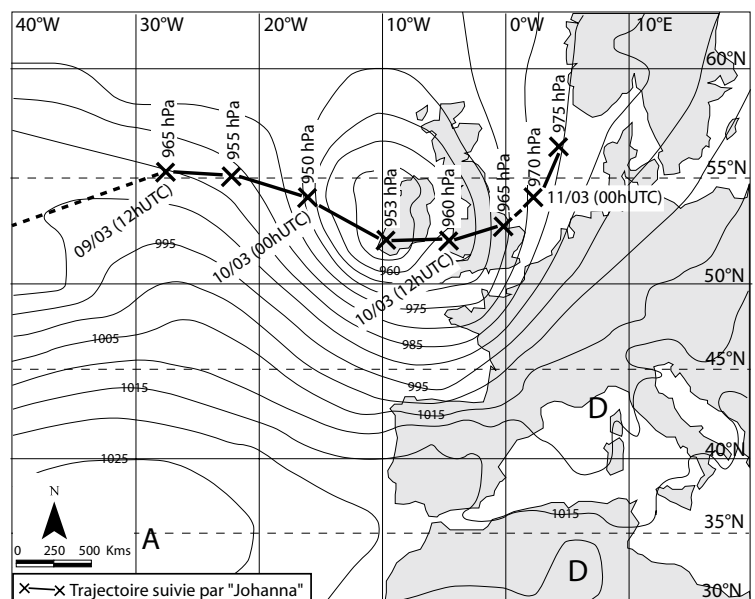 40°W 30°W 20°W 10°W 0°W 10°E
60°N
965 hPa
955 hPa
950 hPa
953 hPa
960 hPa
965 hPa
970 hPa
975 hPa
55°N
09/03 (12hUTC)
10/03 (00hUTC)
10/03 (12hUTC)
11/03 (00hUTC)
995
960
50°N
975
1005
985
45°N
1015
995
1015
D
40°N
1025
1015
35°N
N
A
0 250 500 Kms
D
30°N
Trajectoire suivie par "Johanna"